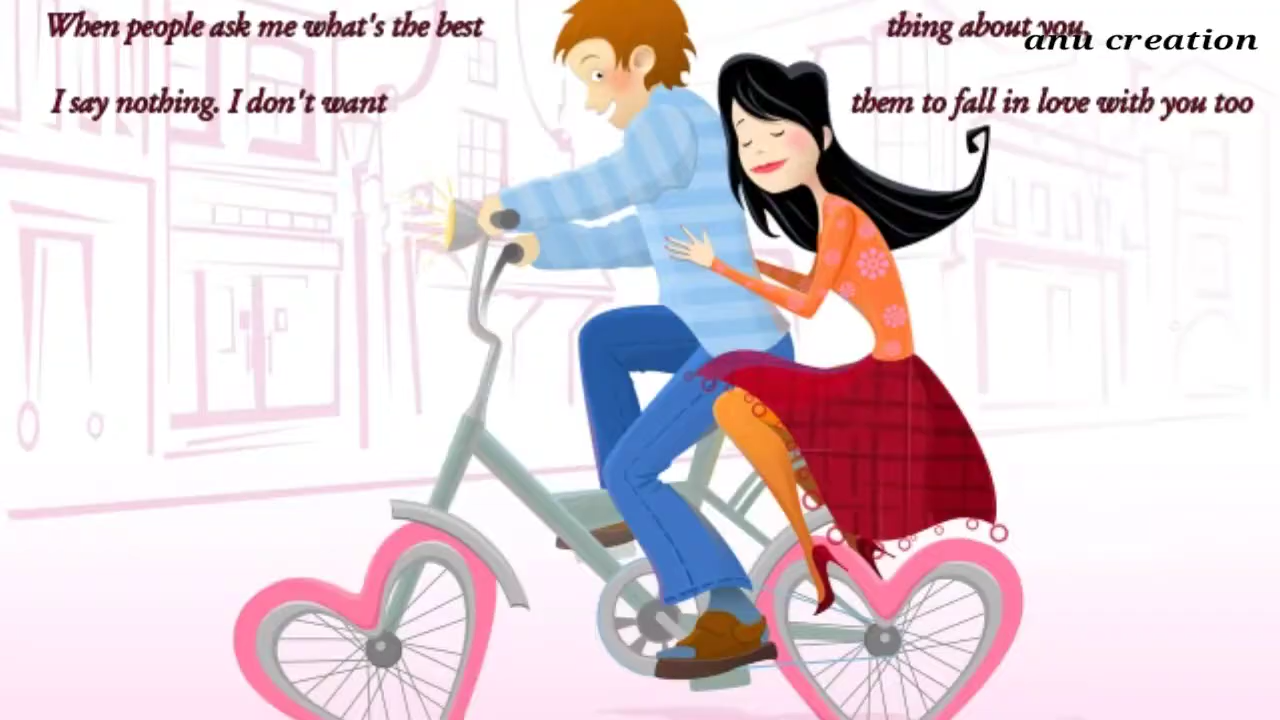 When people ask me what's the best thing about you,
anu creation
I say nothing. I don't want them to fall in love with you too